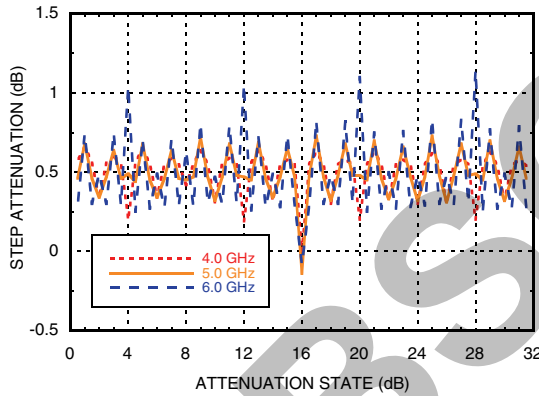 1.5
1
0.5
0
-0.5
STEP ATTENUATION (dB)
4.0 GHz
5.0 GHz
6.0 GHz
0 4 8 12 16 20 24 28 32
ATTENUATION STATE (dB)